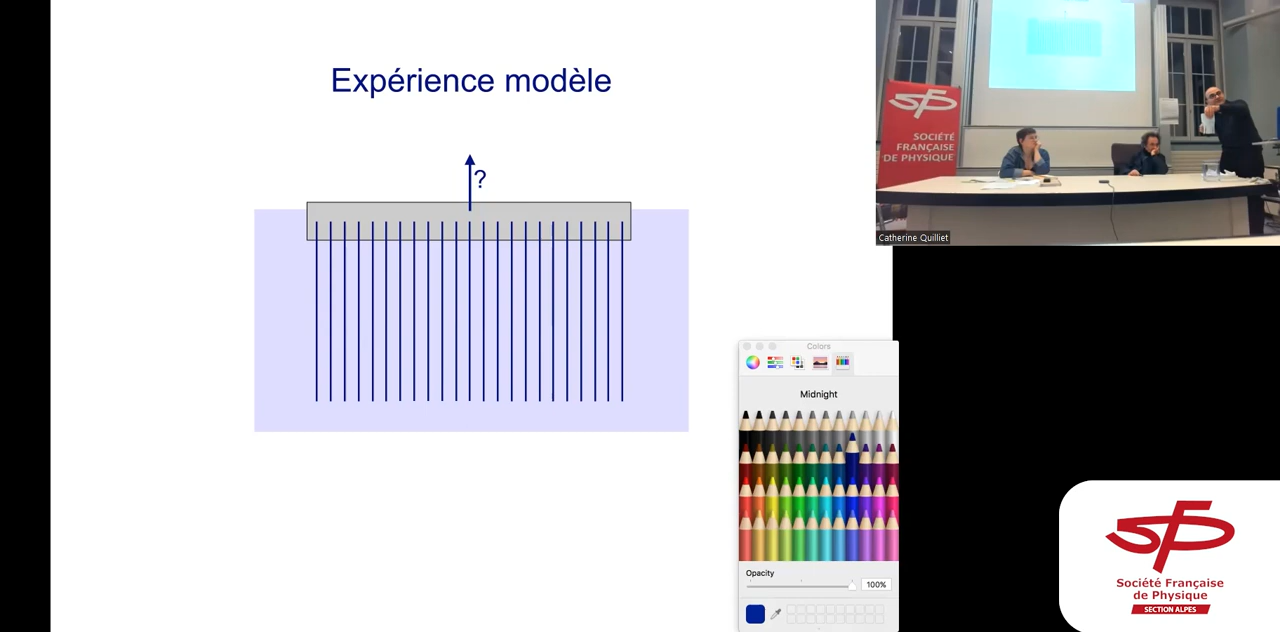 Expérience modèle
?
SOCIÉTÉ
FRANÇAISE
DE PHYSIQUE
Catherine Quilliet
Colors
Midnight
Opacity
100%
Société Française
de Physique
SECTION ALPES